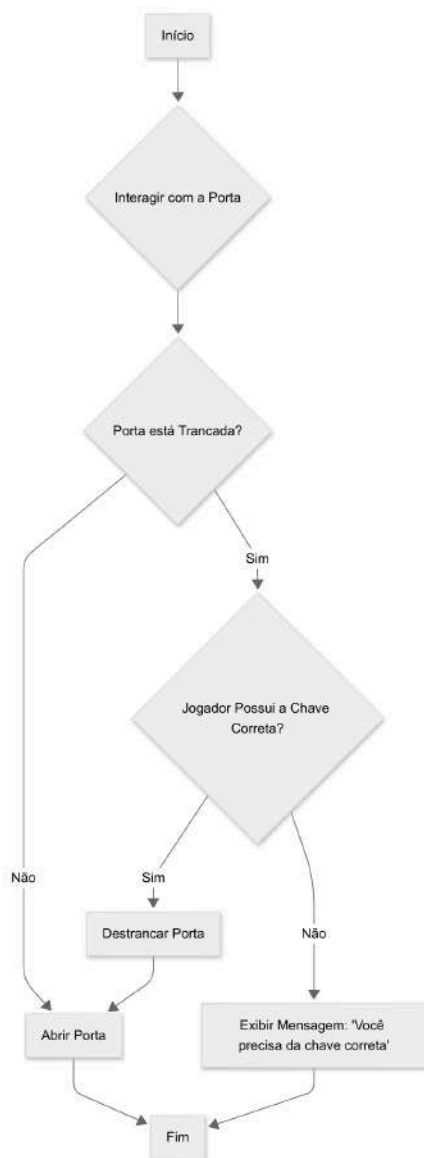 Início
Interagir com a Porta
Porta está Trancada?
Sim
Jogador Possui a Chave
Correta?
Não
Sim
Destrancar Porta
Não
Abrir Porta
Exibir Mensagem: 'Você
precisa da chave correta'
Fim